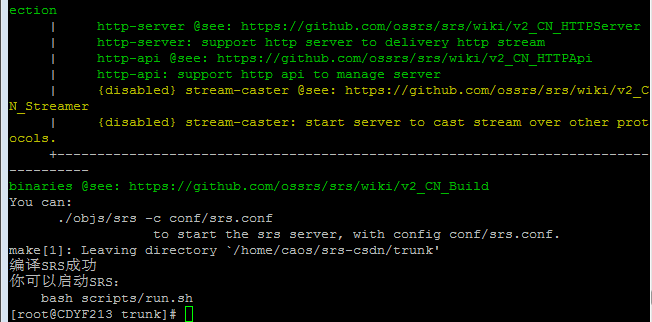 ection
     |     http-server @see: https://github.com/ossrs/srs/wiki/v2_CN_HTTPServer
     |     http-server: support http server to delivery http stream
     |     http-api @see: https://github.com/ossrs/srs/wiki/v2_CN_HTTPApi
     |     http-api: support http api to manage server
     |     {disabled} stream-caster @see: https://github.com/ossrs/srs/wiki/v2_C
N_Streamer
     |     {disabled} stream-caster: start server to cast stream over other prot
ocols.
     +--------------------------------------------------------------------------
----------
binaries @see: https://github.com/ossrs/srs/wiki/v2_CN_Build
You can:
      ./objs/srs -c conf/srs.conf
                  to start the srs server, with config conf/srs.conf.
make[1]: Leaving directory `/home/caos/srs-csdn/trunk'
编译SRS成功
你可以启动SRS:
    bash scripts/run.sh
[root@CDYF213 trunk]#